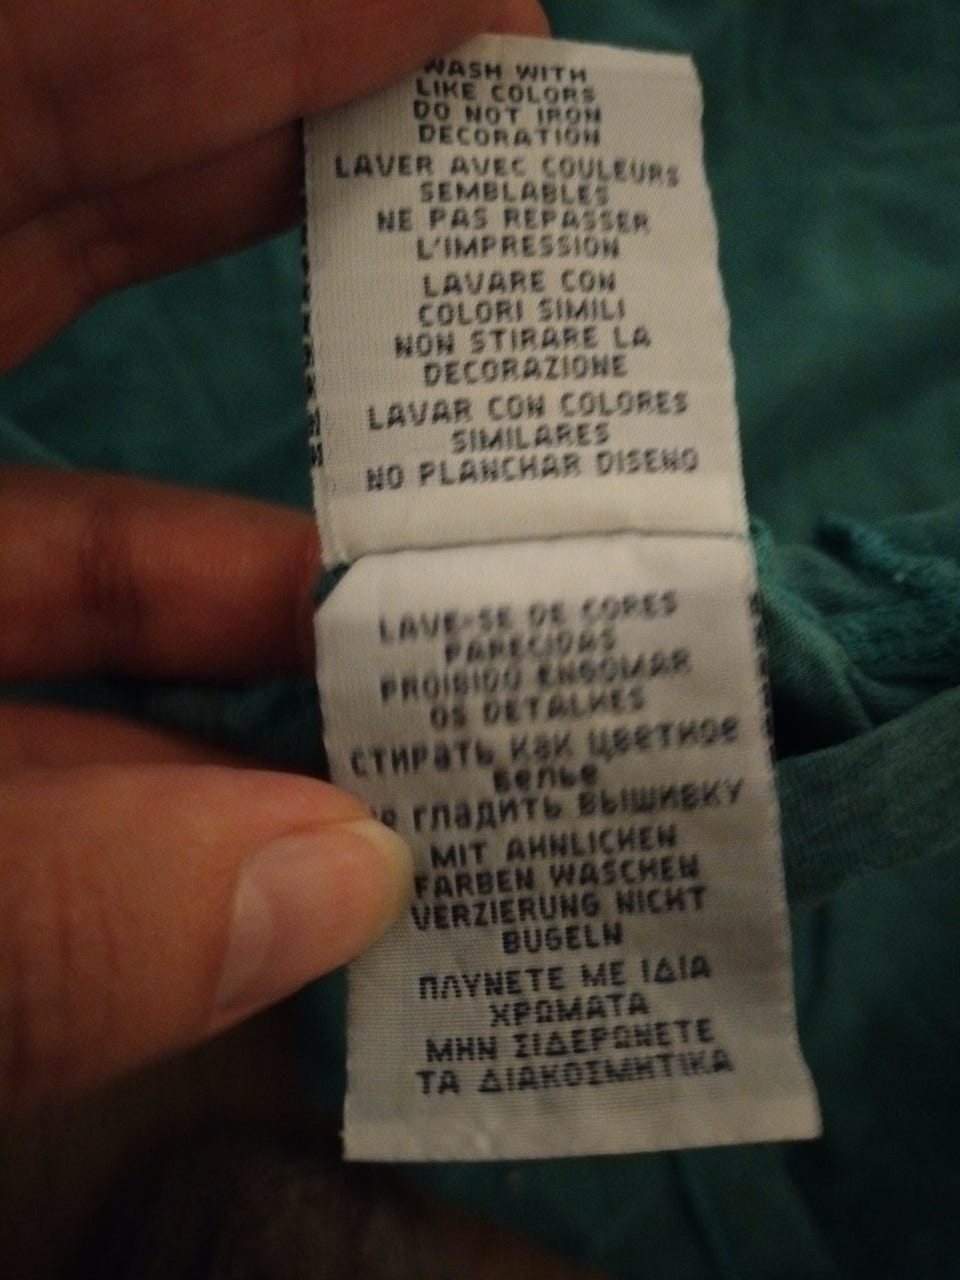 WASH WITH
LIKE COLORS
DO NOT IRON
DECORATION
LAVER AVEC COULEURS
SEMBLABLES
NE PAS REPASSER
L'IMPRESSION
LAVARE CON
COLORI SIMILI
NON STIRARE LA
DECORAZIONE
LAVAR CON COLORES
SIMILARES
NO PLANCHAR DISENO
LAVE-SE DE CORES
PARECIDAS
PROIBIDO ENGOMAR
OS DETALHES
СТИРАТЬ КАК ЦВЕТНОЕ
БЕЛЬЕ
ГЛАДИТЬ ВЫШИВКУ
MIT AHNLICHEN
FARBEN WASCHEN
VERZIERUNG NICHT
BUGELN
ΠΛΥΝΕΤΕ ΜΕ ΙΔΙΑ
ΧΡΩΜΑΤΑ
ΜΗΝ ΣΙΔΕΡΩΝΕΤΕ
ΤΑ ΔΙΑΚΟΣΜΗΤΙΚΑ